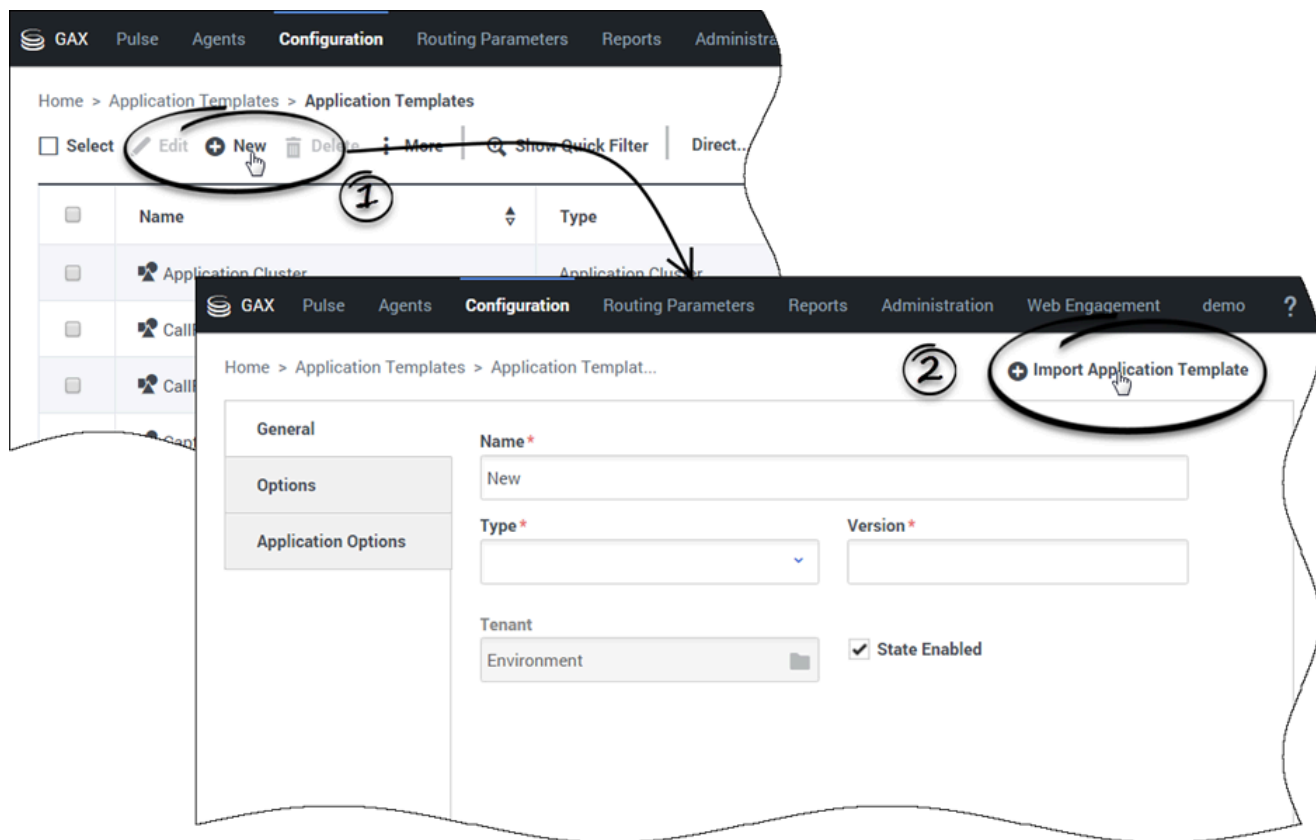 GAX Pulse Agents Configuration Routing Parameters Reports Administra
Home > Application Templates > Application Templates
Select Edit New Delete More Show Quick Filter Direct...
1
Name Type
Application Cluster Application Cluster
Call
Call
Capt
GAX Pulse Agents Configuration Routing Parameters Reports Administration Web Engagement demo ?
Home > Application Templates > Application Templat...
2
Import Application Template
General
Options
Application Options
Name*
New
Type* Version*
Tenant
Environment
State Enabled